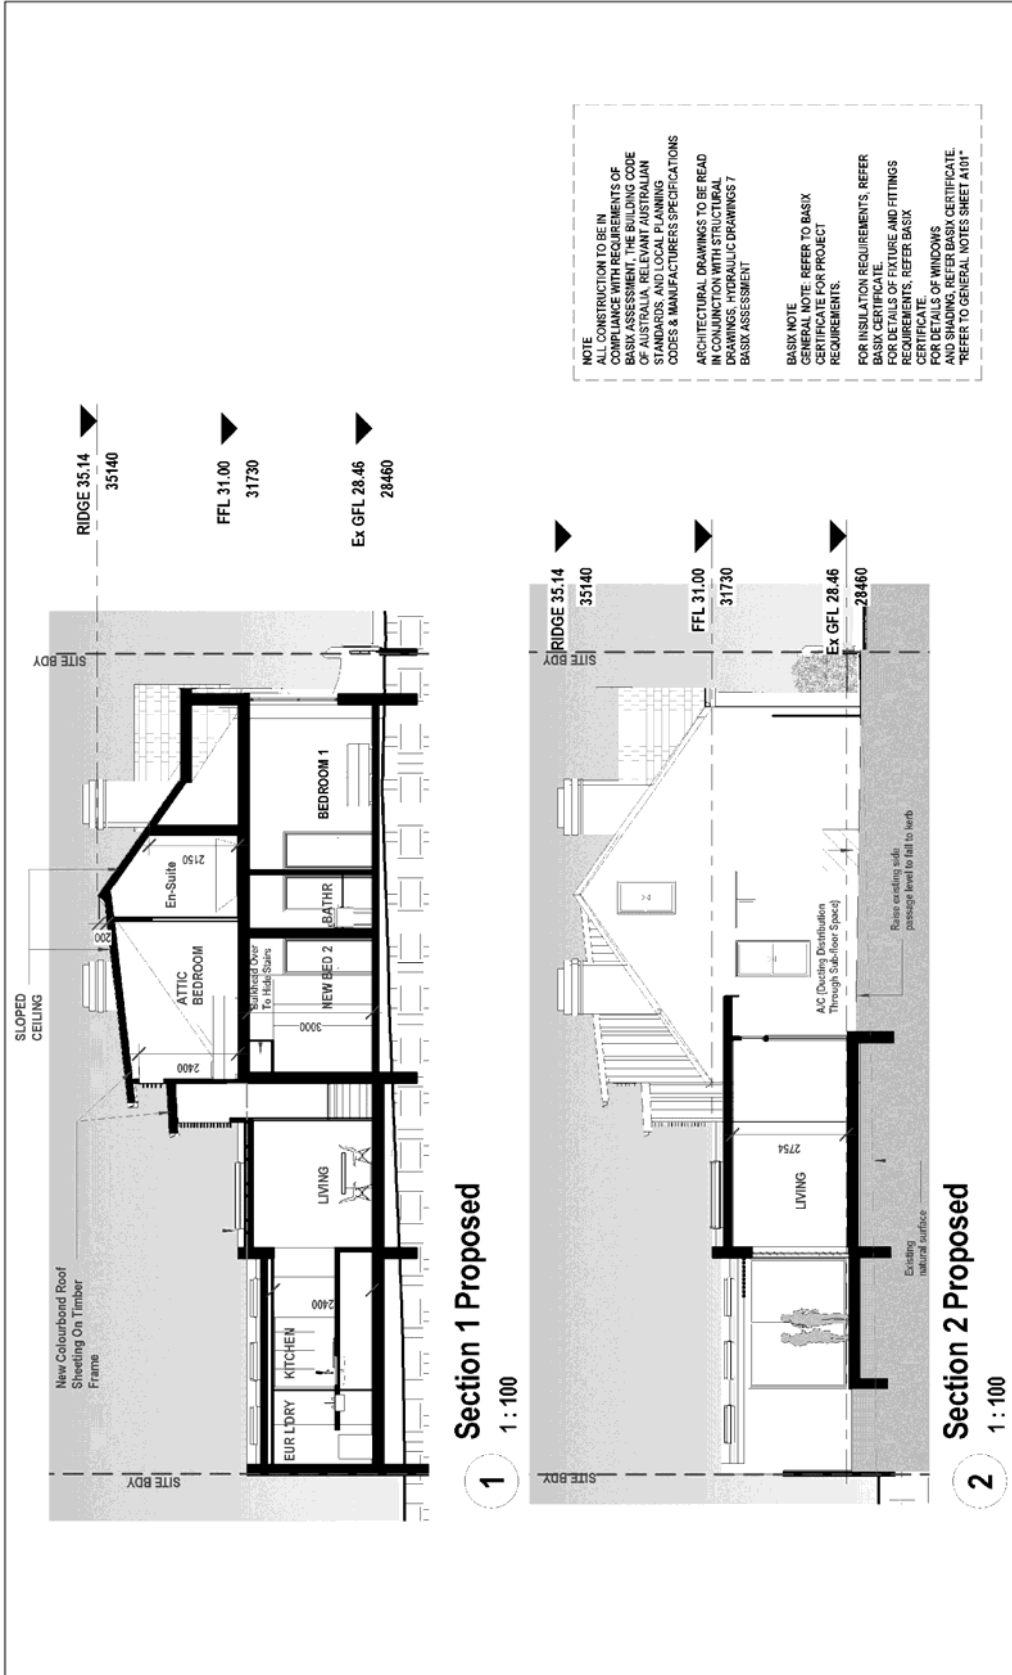 SLOPED
CEILING
New Colourbond Roof
Sheeting On Timber
Frame
SITE BDY
SITE BDY
200
2400
ATTIC
BEDROOM
En-Suite
2150
EUR L'DRY
KITCHEN
2400
LIVING
Bulkhead Over
To Hide Stairs
3000
NEW BED 2
BATHR
BEDROOM 1
RIDGE 35.14
35140
FFL 31.00
31730
Ex GFL 28.46
28460
1
Section 1 Proposed
1 : 100
SITE BDY
SITE BDY
LIVING
2754
A/C (Ducting Distribution
Through Sub-floor Space)
Raise existing side
passage level to fall to kerb
Existing
natural surface
RIDGE 35.14
35140
FFL 31.00
31730
Ex GFL 28.46
28460
2
Section 2 Proposed
1 : 100
NOTE
ALL CONSTRUCTION TO BE IN
COMPLIANCE WITH REQUIREMENTS OF
BASIX ASSESSMENT, THE BUILDING CODE
OF AUSTRALIA, RELEVANT AUSTRALIAN
STANDARDS, AND LOCAL PLANNING
CODES & MANUFACTURERS SPECIFICATIONS
ARCHITECTURAL DRAWINGS TO BE READ
IN CONJUNCTION WITH STRUCTURAL
DRAWINGS, HYDRAULIC DRAWINGS 7
BASIX ASSESSMENT
BASIX NOTE
GENERAL NOTE: REFER TO BASIX
CERTIFICATE FOR PROJECT
REQUIREMENTS.
FOR INSULATION REQUIREMENTS, REFER
BASIX CERTIFICATE.
FOR DETAILS OF FIXTURE AND FITTINGS
REQUIREMENTS, REFER BASIX
CERTIFICATE.
FOR DETAILS OF WINDOWS
AND SHADING, REFER BASIX CERTIFICATE.
"REFER TO GENERAL NOTES SHEET A101"